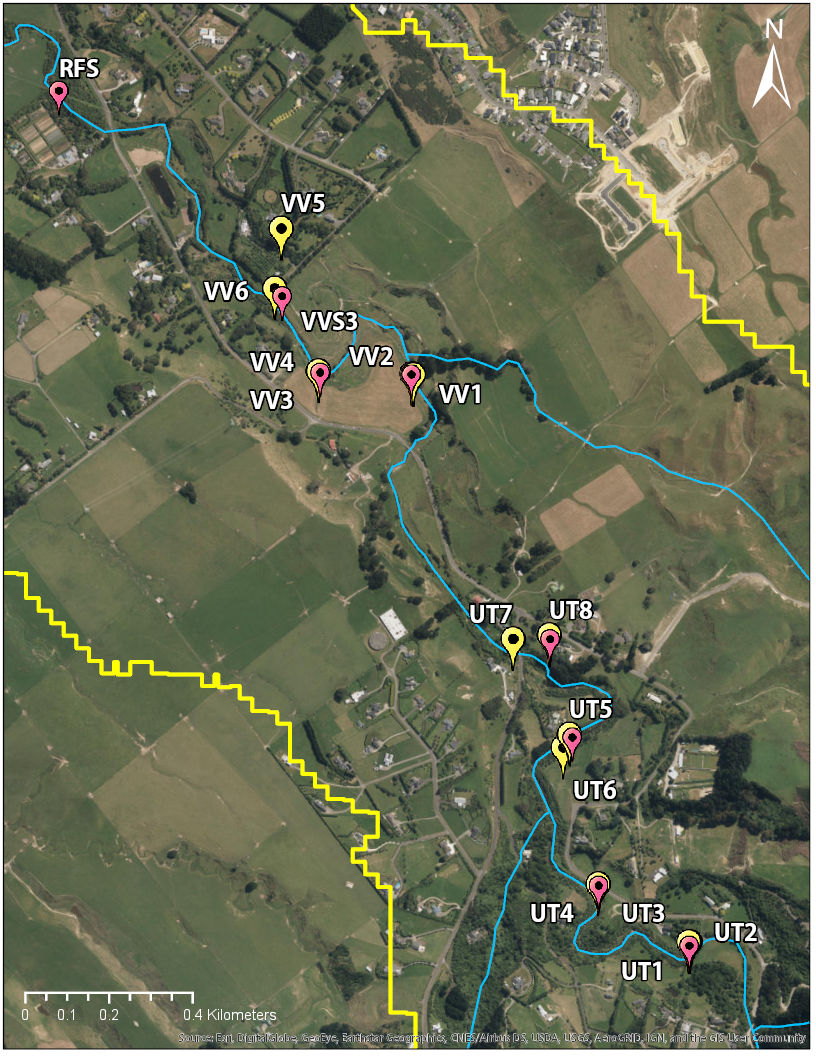 N
RFS
VV5
VV6
VVS3
VV4
VV2
VV3
VV1
UT7
UT8
UT5
UT6
UT4
UT3
UT2
UT1
0 0.1 0.2 0.4 Kilometers
Source: Esri, DigitalGlobe, GeoEye, Earthstar Geographics, CNES/Airbus DS, USDA, USGS, AeroGRID, IGN, and the GIS User Community